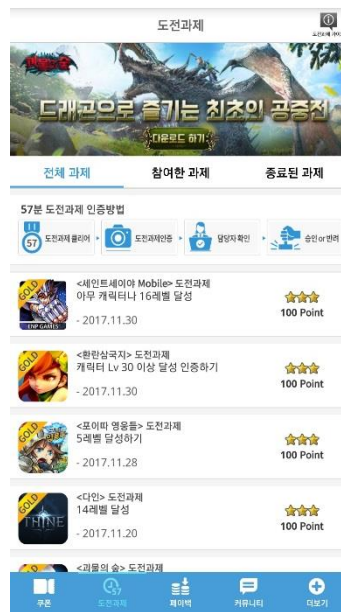 도전과제
괴물의 숲
드래곤으로 즐기는 최초의 공중전
다운로드 하기
전체 과제
참여한 과제
종료된 과제
57분 도전과제 인증방법
57
도전과제 클리어
도전과제인증
담당자 확인
승인 or 반려
<세인트세이야 Mobile> 도전과제
아무 캐릭터나 16레벨 달성
- 2017.11.30
100 Point
GOLD
ENP GAMES
<환란삼국지> 도전과제
캐릭터 Lv 30 이상 달성 인증하기
- 2017.11.30
100 Point
GOLD
<포이파 영웅들> 도전과제
5레벨 달성하기
- 2017.11.28
100 Point
GOLD
<다인> 도전과제
14레벨 달성
- 2017.11.20
100 Point
GOLD
THINE
<괴물의 숲> 도전과제
GOLD
쿠폰
57
도전과제
페이백
커뮤니티
더보기